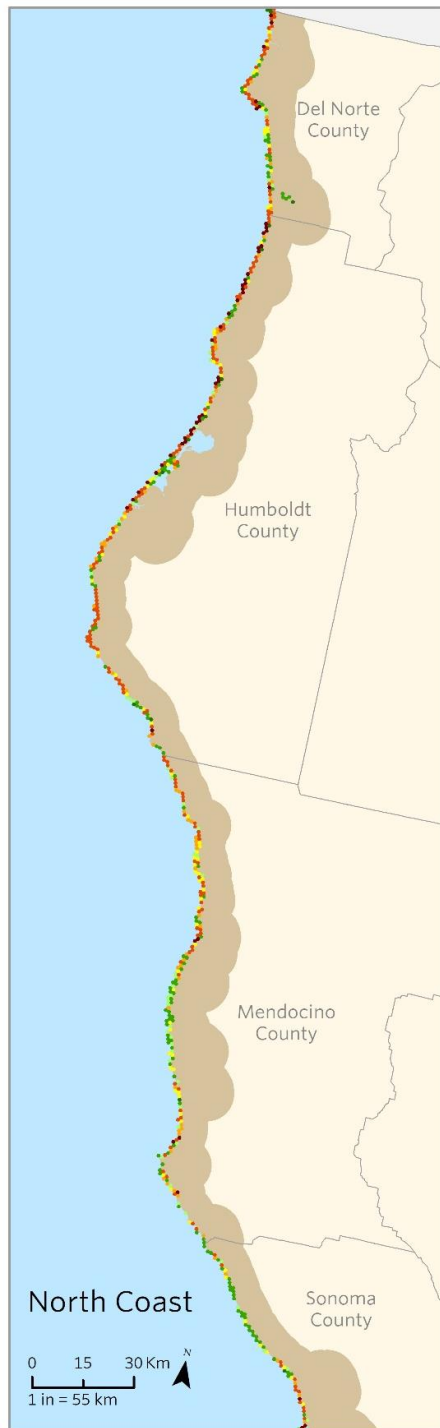 Del Norte
County
Humboldt
County
Mendocino
County
Sonoma
County
North Coast
N
0 15 30 Km
1 in = 55 km